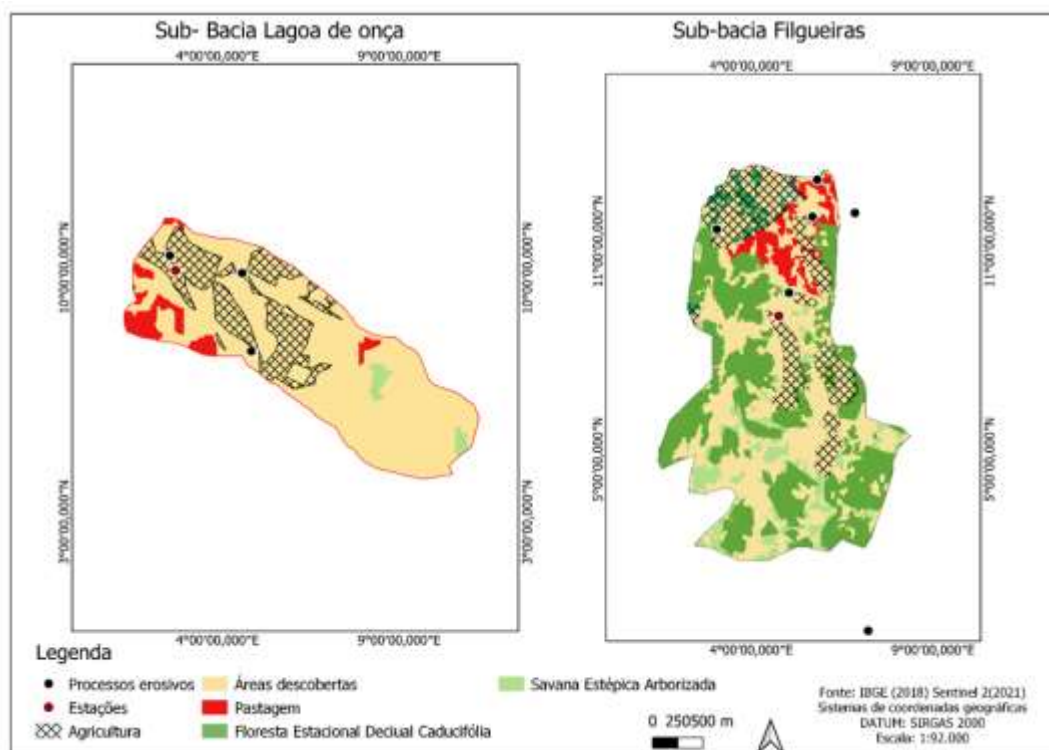 Sub- Bacia Lagoa de onça
Sub-bacia Filgueiras
4°00'00,000"E 9°00'00,000"E
4°00'00,000"E 9°00'00,000"E
10°00'00,000"N
10°00'00,000"N
3°00'00,000"N
3°00'00,000"N
11°00'00,000"N
11°00'00,000"N
5°00'00,000"N
5°00'00,000"N
4°00'00,000"E 9°00'00,000"E
4°00'00,000"E 9°00'00,000"E
Legenda
Processos erosivos
Estações
Agricultura
Áreas descobertas
Pastagem
Floresta Estacional Deciual Caducifólia
Savana Estépica Arborizada
0 250500 m
Fonte: IBGE (2018) Sentinel 2(2021)
Sistemas de coordenadas geográficas
DATUM: SIRGAS 2000
Escala: 1:92.000